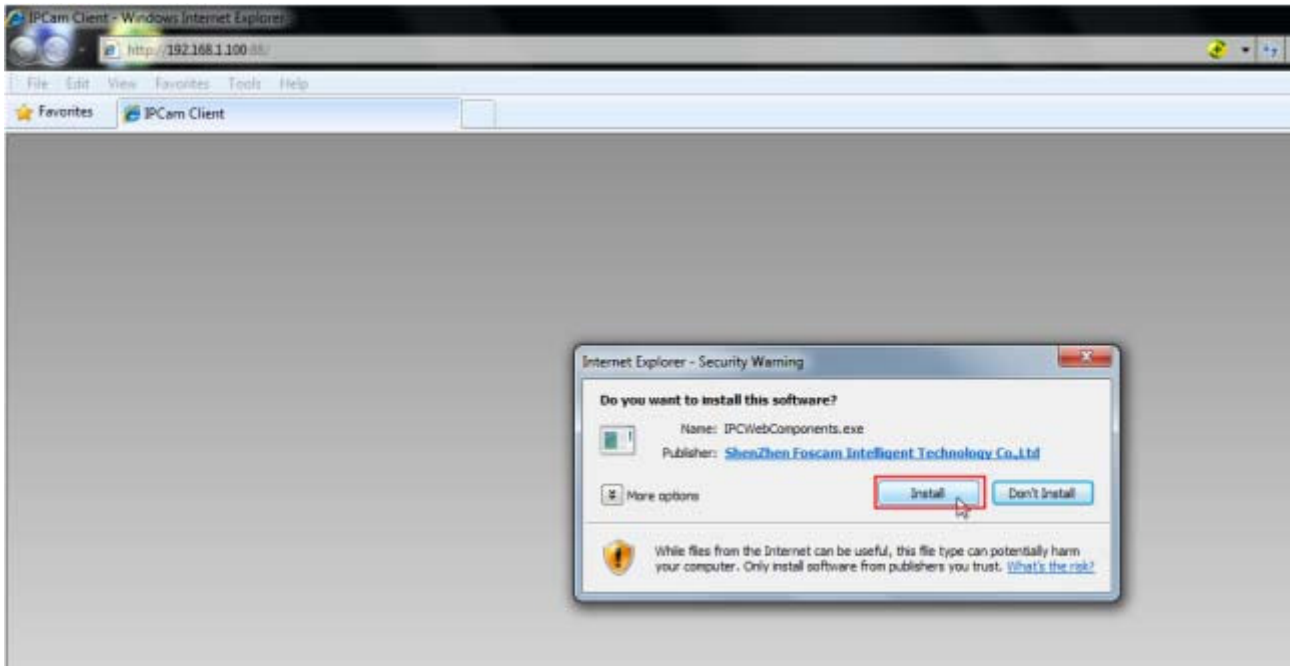 IPCam Client - Windows Internet Explorer
http://192.168.1.100:88/
File Edit View Favorites Tools Help
Favorites IPCam Client
Internet Explorer - Security Warning
Do you want to install this software?
Name: IPCWebComponents.exe
Publisher: ShenZhen Foscam Intelligent Technology Co.,Ltd
More options Install Don't Install
While files from the Internet can be useful, this file type can potentially harm
your computer. Only install software from publishers you trust. What's the risk?